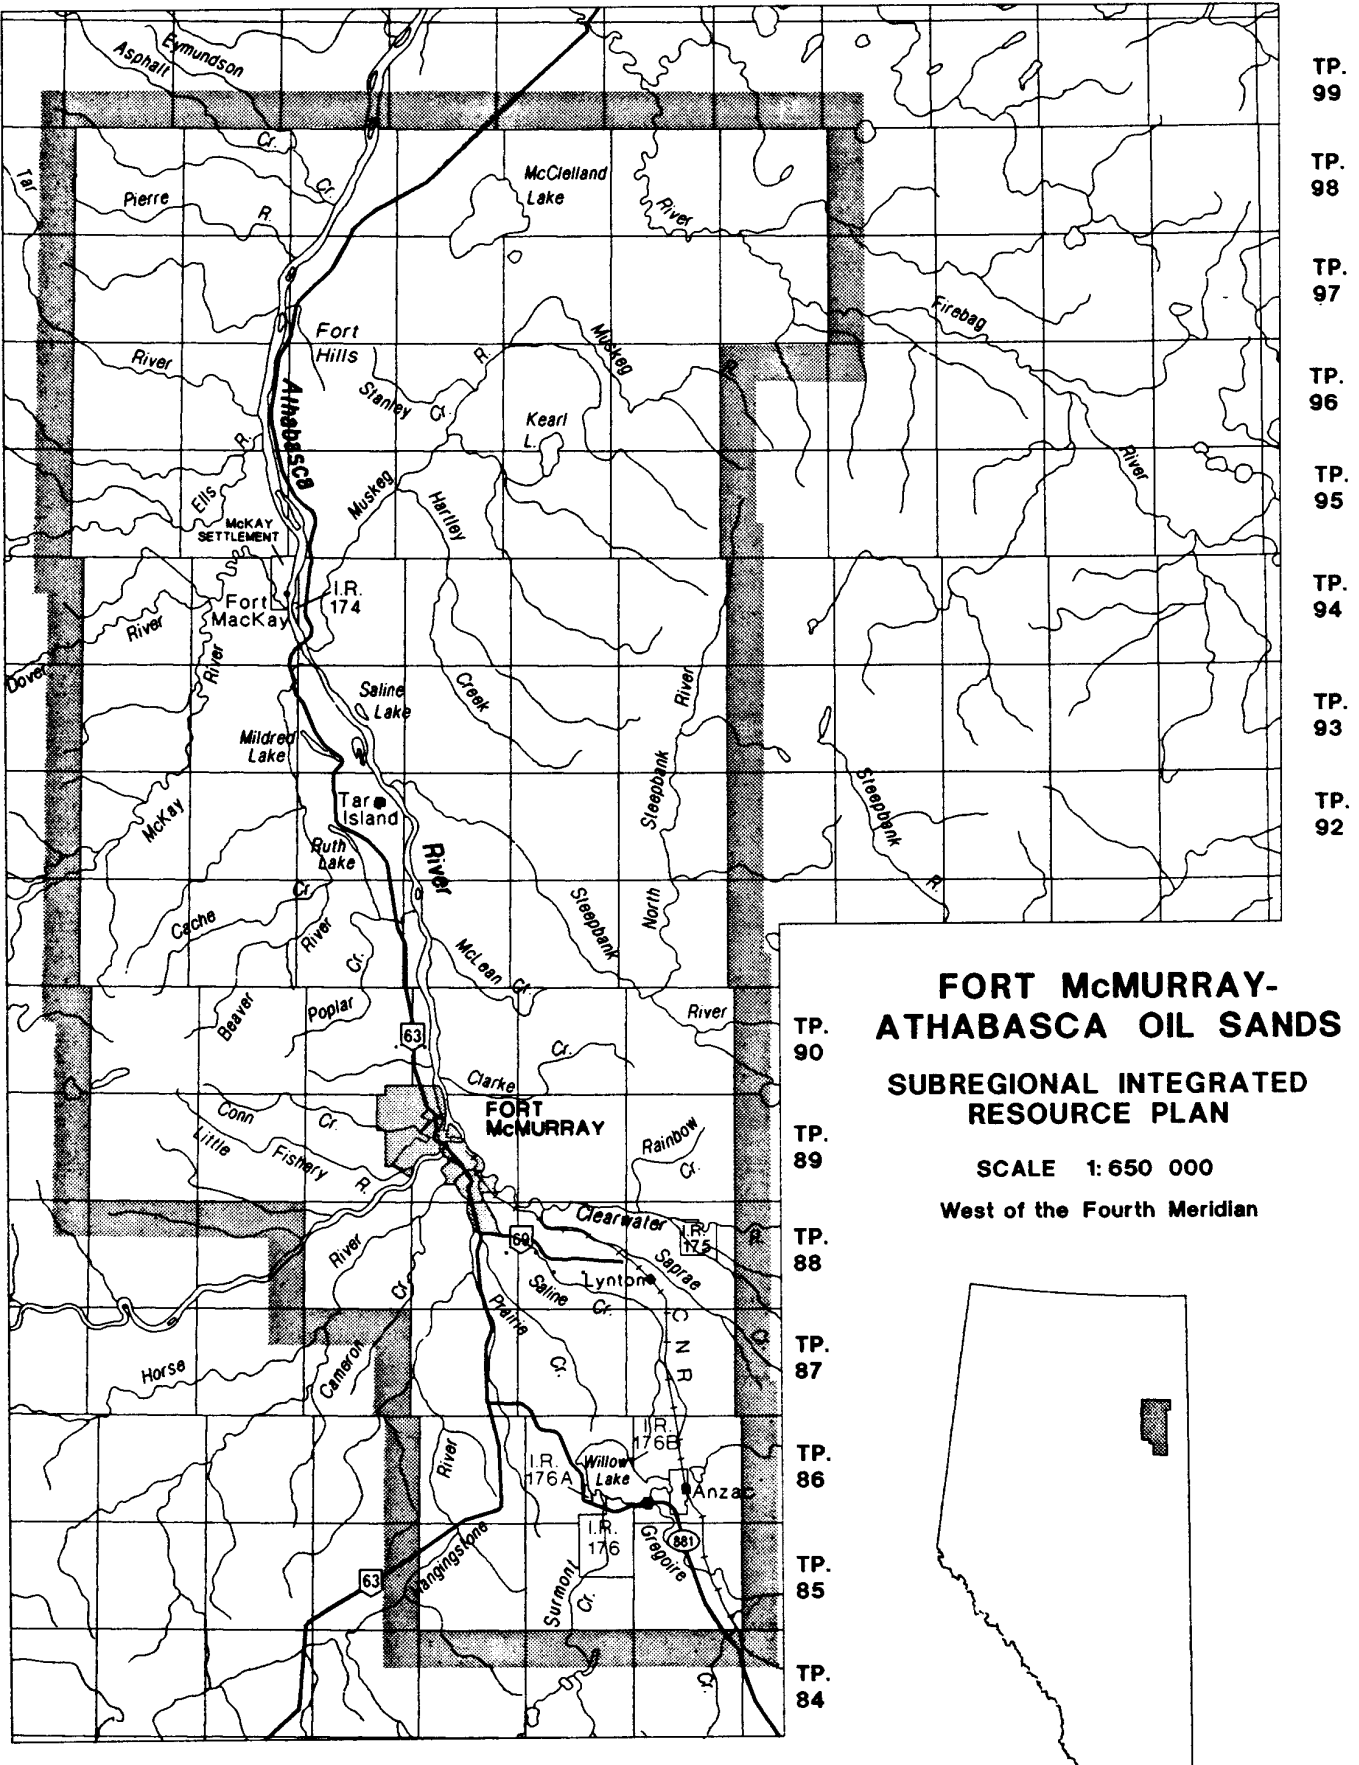 Eymundson
Asphalt
Cr.
Cr.
TP.
99
Tar
Pierre
R.
McClelland
Lake
River
TP.
98
TP.
97
Firebag
Fort
Hills
River
R.
Muskeg
R.
Stanley
Cr.
Athabasca
TP.
96
Kearl
L.
R.
Ells
Muskeg
Hartley
River
TP.
95
McKAY
SETTLEMENT
I.R.
174
Fort
MacKay
River
River
Dover
TP.
94
Saline
Lake
Creek
River
Mildred
Lake
TP.
93
McKay
Tar
Island
Steepbank
Steepbank
TP.
92
Ruth
Lake
River
Cr.
Cache
River
Cr.
Steepbank
North
R.
McLean Cr.
Beaver
Poplar
River
63
Cr.
TP.
90
FORT McMURRAY-
ATHABASCA OIL SANDS
SUBREGIONAL INTEGRATED
RESOURCE PLAN
SCALE 1:650 000
West of the Fourth Meridian
Clarke
FORT
McMURRAY
Conn
Cr.
Little
Fishery
R.
Rainbow
Cr.
TP.
89
Clearwater
R.
I.R.
175
69
River
Cr.
Saprae
Saline
Cr.
Lynton
TP.
88
Prairie
Cr.
C N R
Cr.
Horse
Cameron
TP.
87
I.R.
176B
River
I.R.
176A
Willow
Lake
Anzac
TP.
86
I.R.
176
Gregoire
881
Hangingstone
63
Surmont
Cr.
TP.
85
Cr.
TP.
84